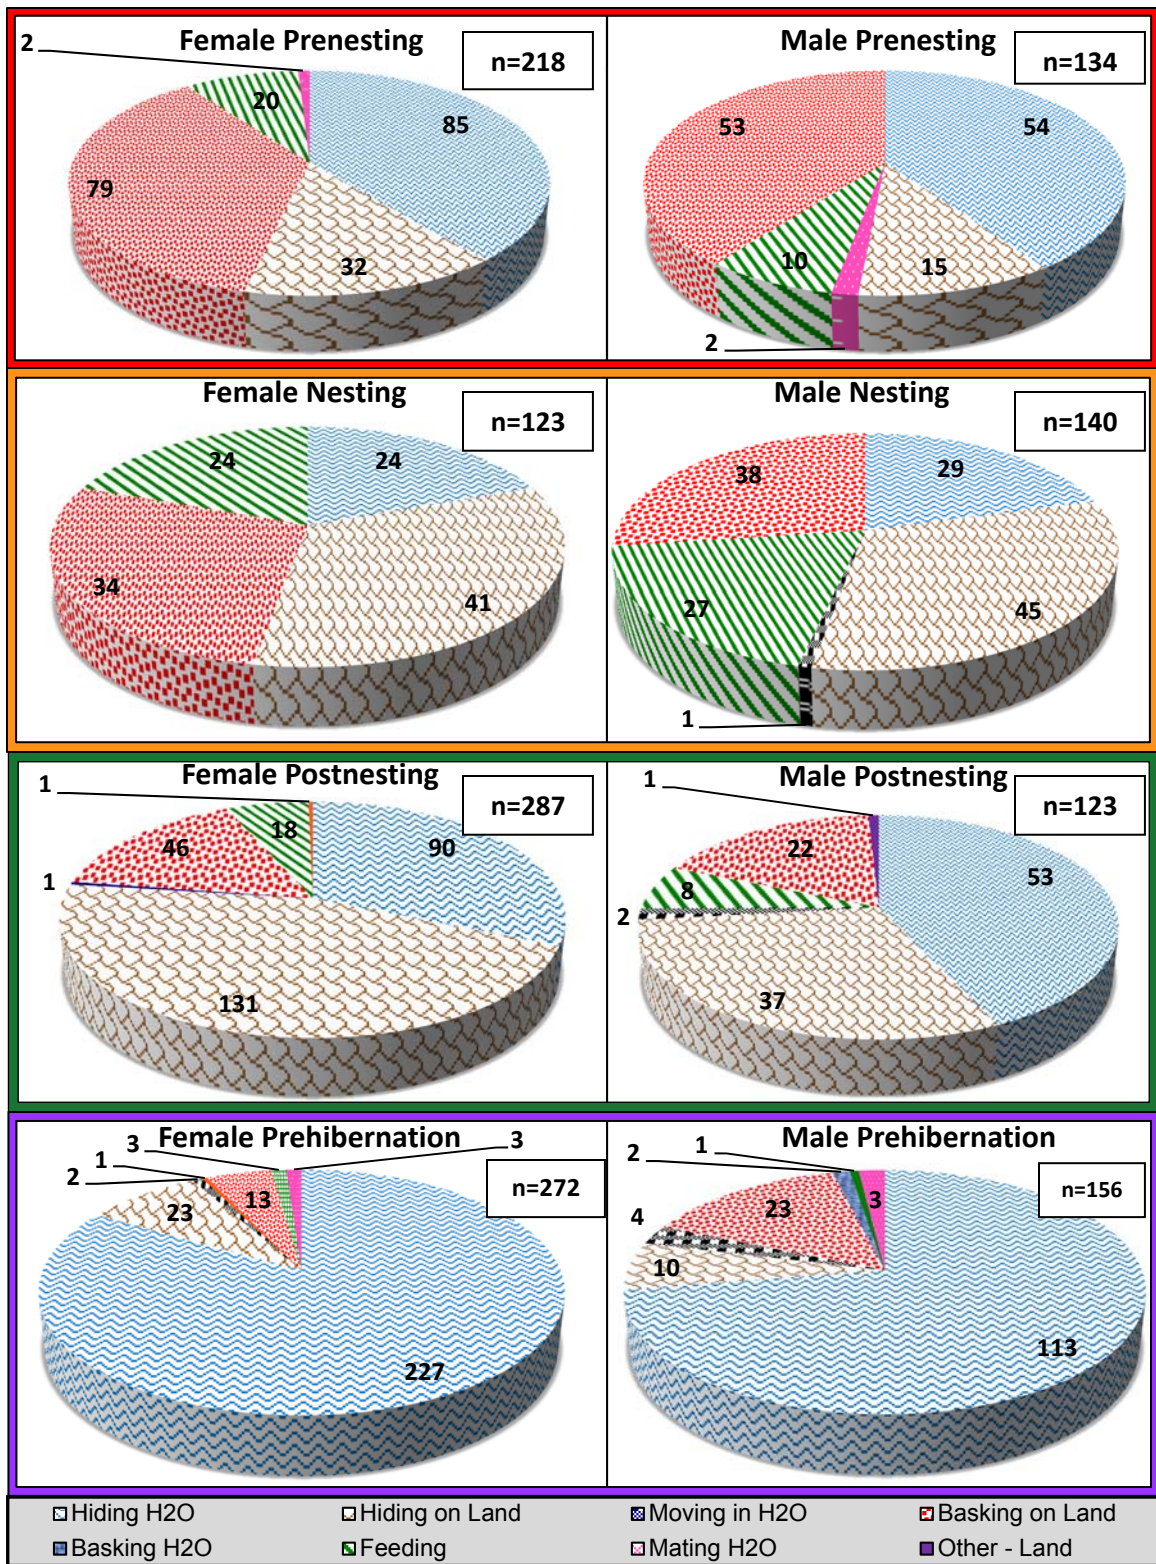 Female Prenesting
n=218
2
20
85
79
32
Male Prenesting
n=134
53
54
10
15
2
Female Nesting
n=123
24
24
34
41
Male Nesting
n=140
38
29
27
45
1
Female Postnesting
n=287
1
18
46
90
1
131
Male Postnesting
n=123
1
22
53
8
2
37
Female Prehibernation
n=272
3
3
1
2
13
23
227
Male Prehibernation
n=156
1
2
3
23
4
10
113
Hiding H2O Hiding on Land Moving in H2O Basking on Land
Basking H2O Feeding Mating H2O Other - Land